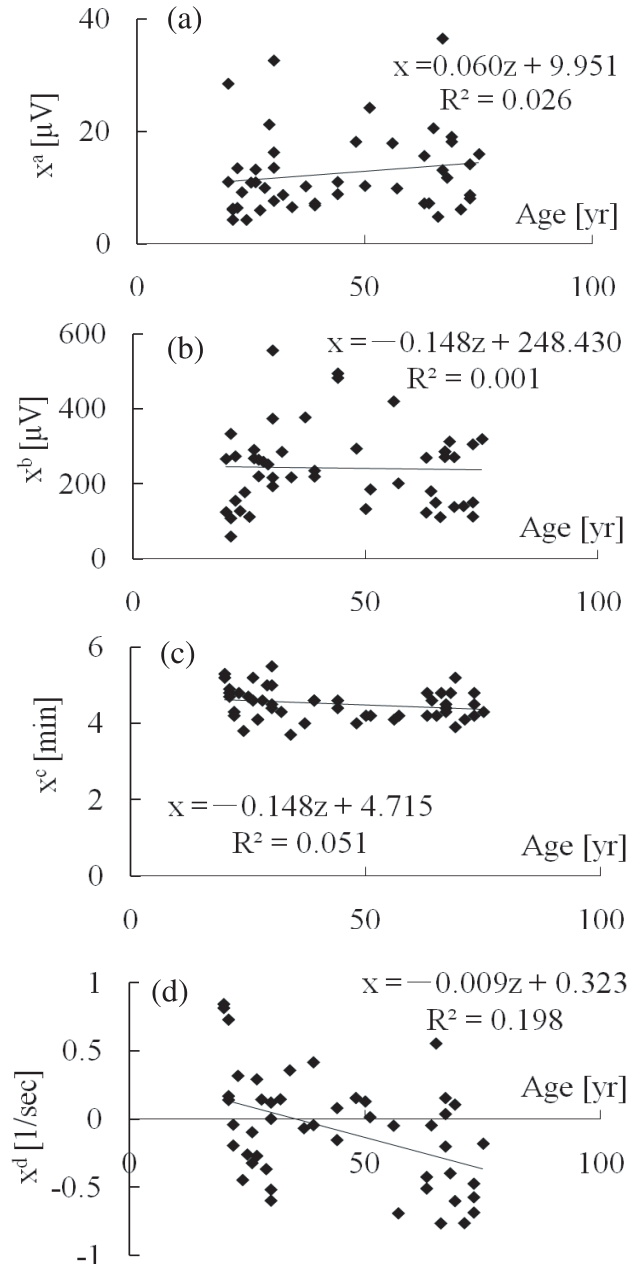 (a)
40
x =0.060z + 9.951
R² = 0.026
xᵃ [μV]
20
0
Age [yr]
0 50 100
(b)
600
x = —0.148z + 248.430
R² = 0.001
xᵇ [μV]
400
200
0
Age [yr]
0 50 100
(c)
6
4
xᶜ [min]
x = —0.148z + 4.715
2
R² = 0.051
Age [yr]
0
0 50 100
(d)
1
x = —0.009z + 0.323
R² = 0.198
0.5
xᵈ [1/sec]
Age [yr]
0
0 50 100
-0.5
-1